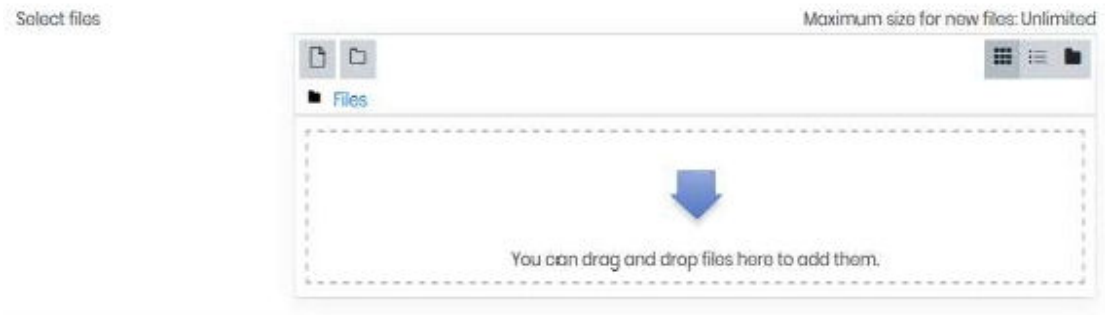 Select files
Maximum size for new files: Unlimited
Files
You can drag and drop files here to add them.